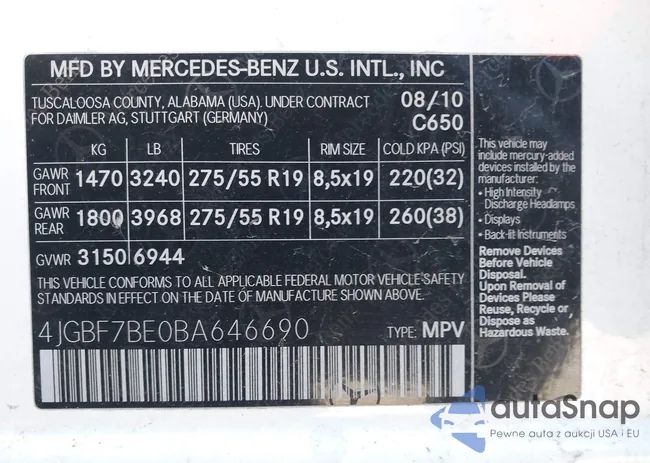 MFD BY MERCEDES-BENZ U.S. INTL., INC
TUSCALOOSA COUNTY, ALABAMA (USA). UNDER CONTRACT 08/10
FOR DAIMLER AG, STUTTGART (GERMANY) C650
KG LB TIRES RIM SIZE COLD KPA (PSI)
GAWR FRONT 1470 3240 275/55 R19 8,5x19 220(32)
GAWR REAR 1800 3968 275/55 R19 8,5x19 260(38)
GVWR 3150 6944
THIS VEHICLE CONFORMS TO ALL APPLICABLE FEDERAL MOTOR VEHICLE-SAFETY
STANDARDS IN EFFECT ON THE DATE OF MANUFACTURE SHOWN ABOVE.
4JGBF7BE0BA646690 TYPE: MPV
This vehicle may
include mercury-added
devices installed by the
manufacturer:
• High Intensity
Discharge Headlamps
• Displays
• Back-lit Instruments
Remove Devices
Before Vehicle
Disposal.
Upon Removal of
Devices Please
Reuse, Recycle or
Dispose as
Hazardous Waste.
autaSnap
Pewne auta z aukcji USA i EU